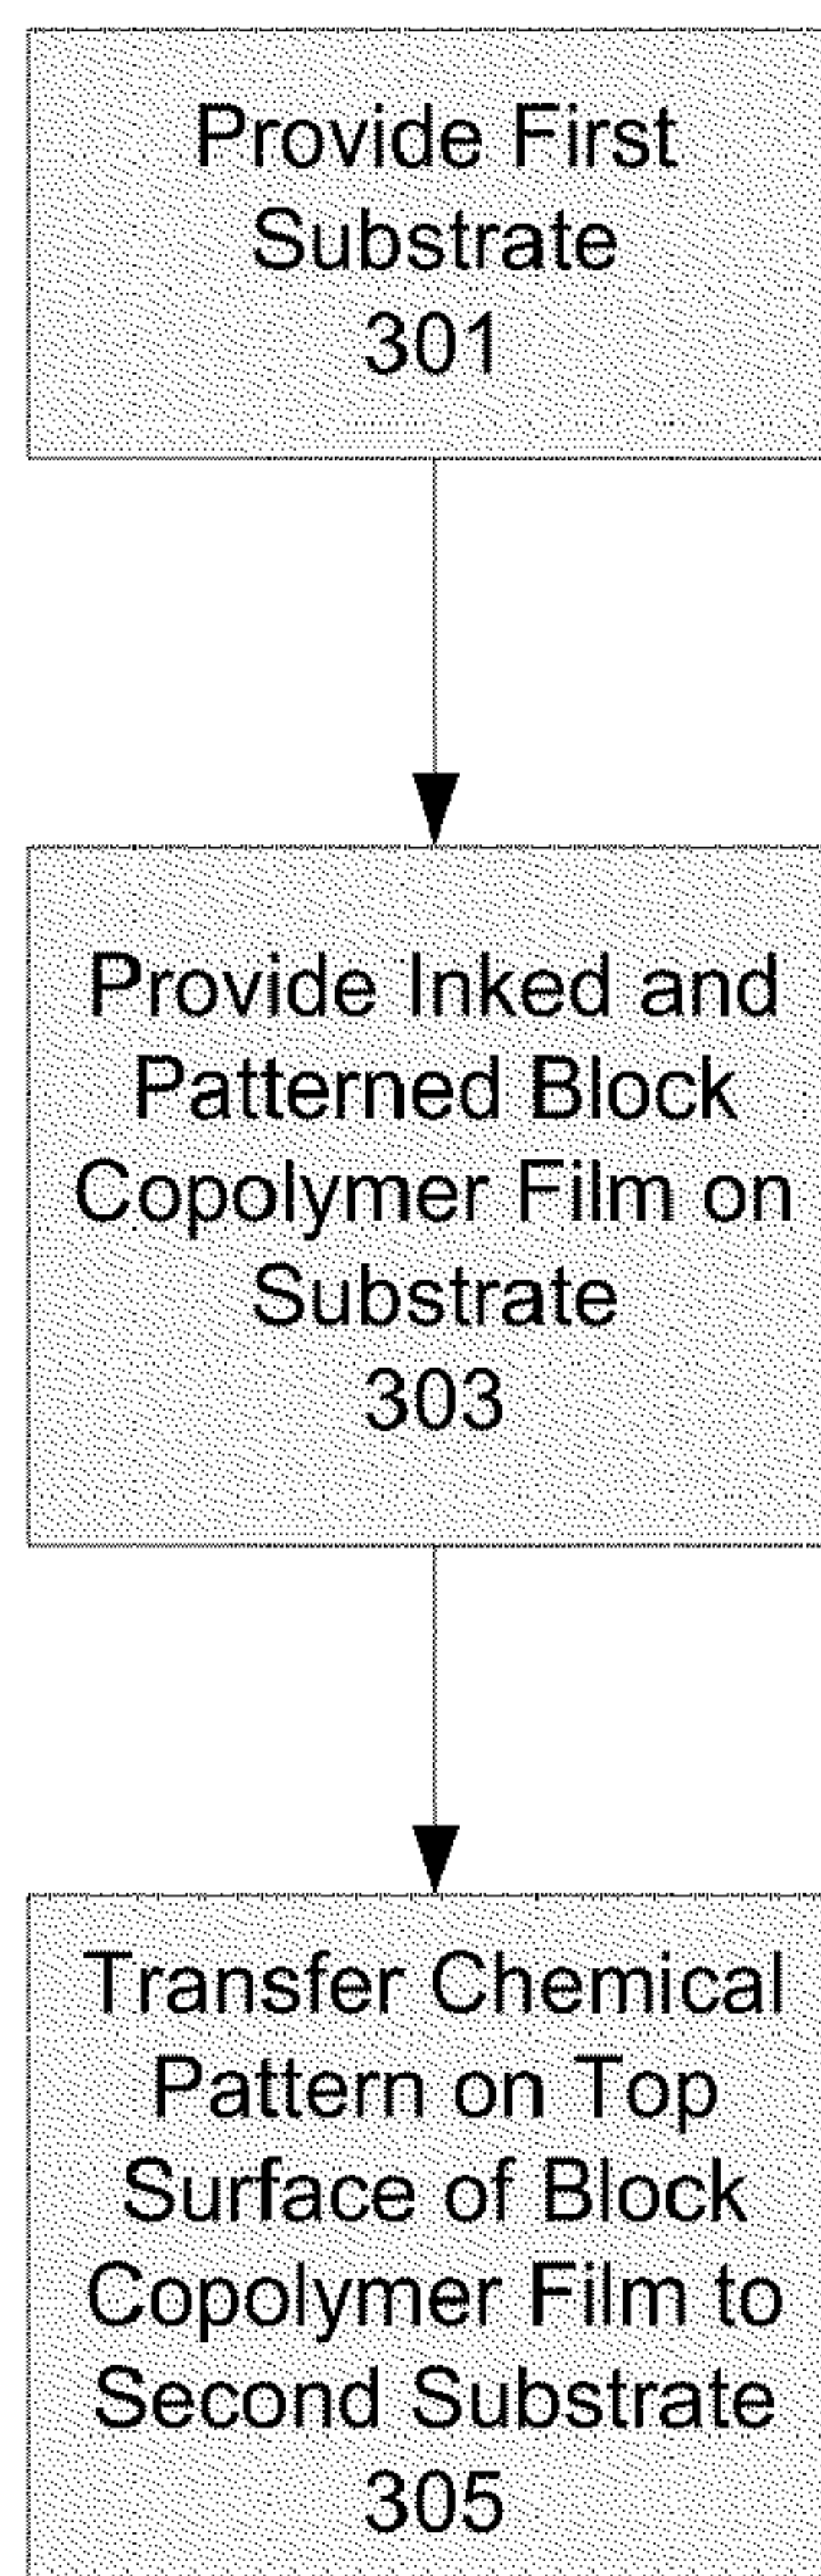 Provide First
Substrate
301
Provide Inked and
Patterned Block
Copolymer Film on
Substrate
303
Transfer Chemical
Pattern on Top
Surface of Block
Copolymer Film to
Second Substrate
305